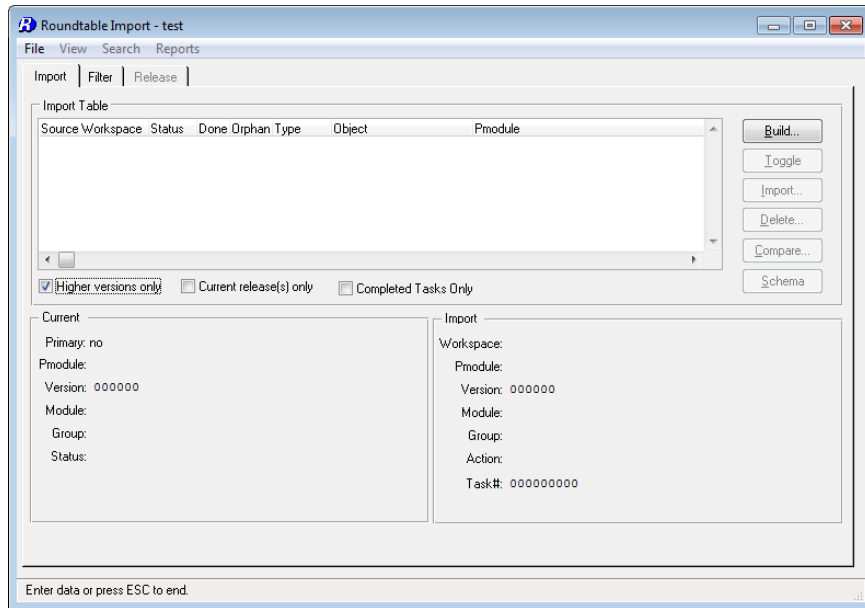 Roundtable Import - test
File View Search Reports
Import Filter Release
Import Table
Source Workspace Status Done Orphan Type Object Pmodule
Build...
Toggle
Import...
Delete...
Compare...
Schema
Higher versions only Current release(s) only Completed Tasks Only
Current
Primary: no
Pmodule:
Version: 000000
Module:
Group:
Status:
Import
Workspace:
Pmodule:
Version: 000000
Module:
Group:
Action:
Task#: 000000000
Enter data or press ESC to end.